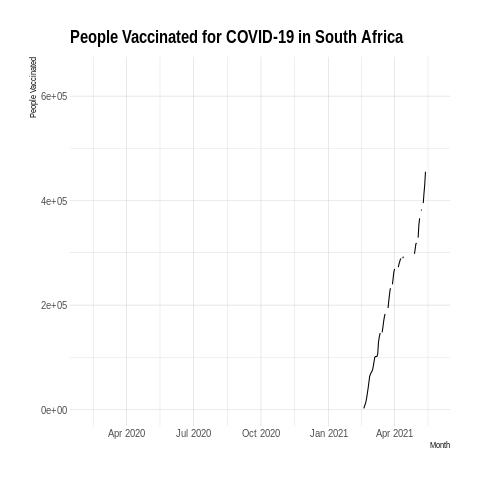 People Vaccinated for COVID-19 in South Africa
People Vaccinated
6e+05
4e+05
2e+05
0e+00
Apr 2020 Jul 2020 Oct 2020 Jan 2021 Apr 2021
Month